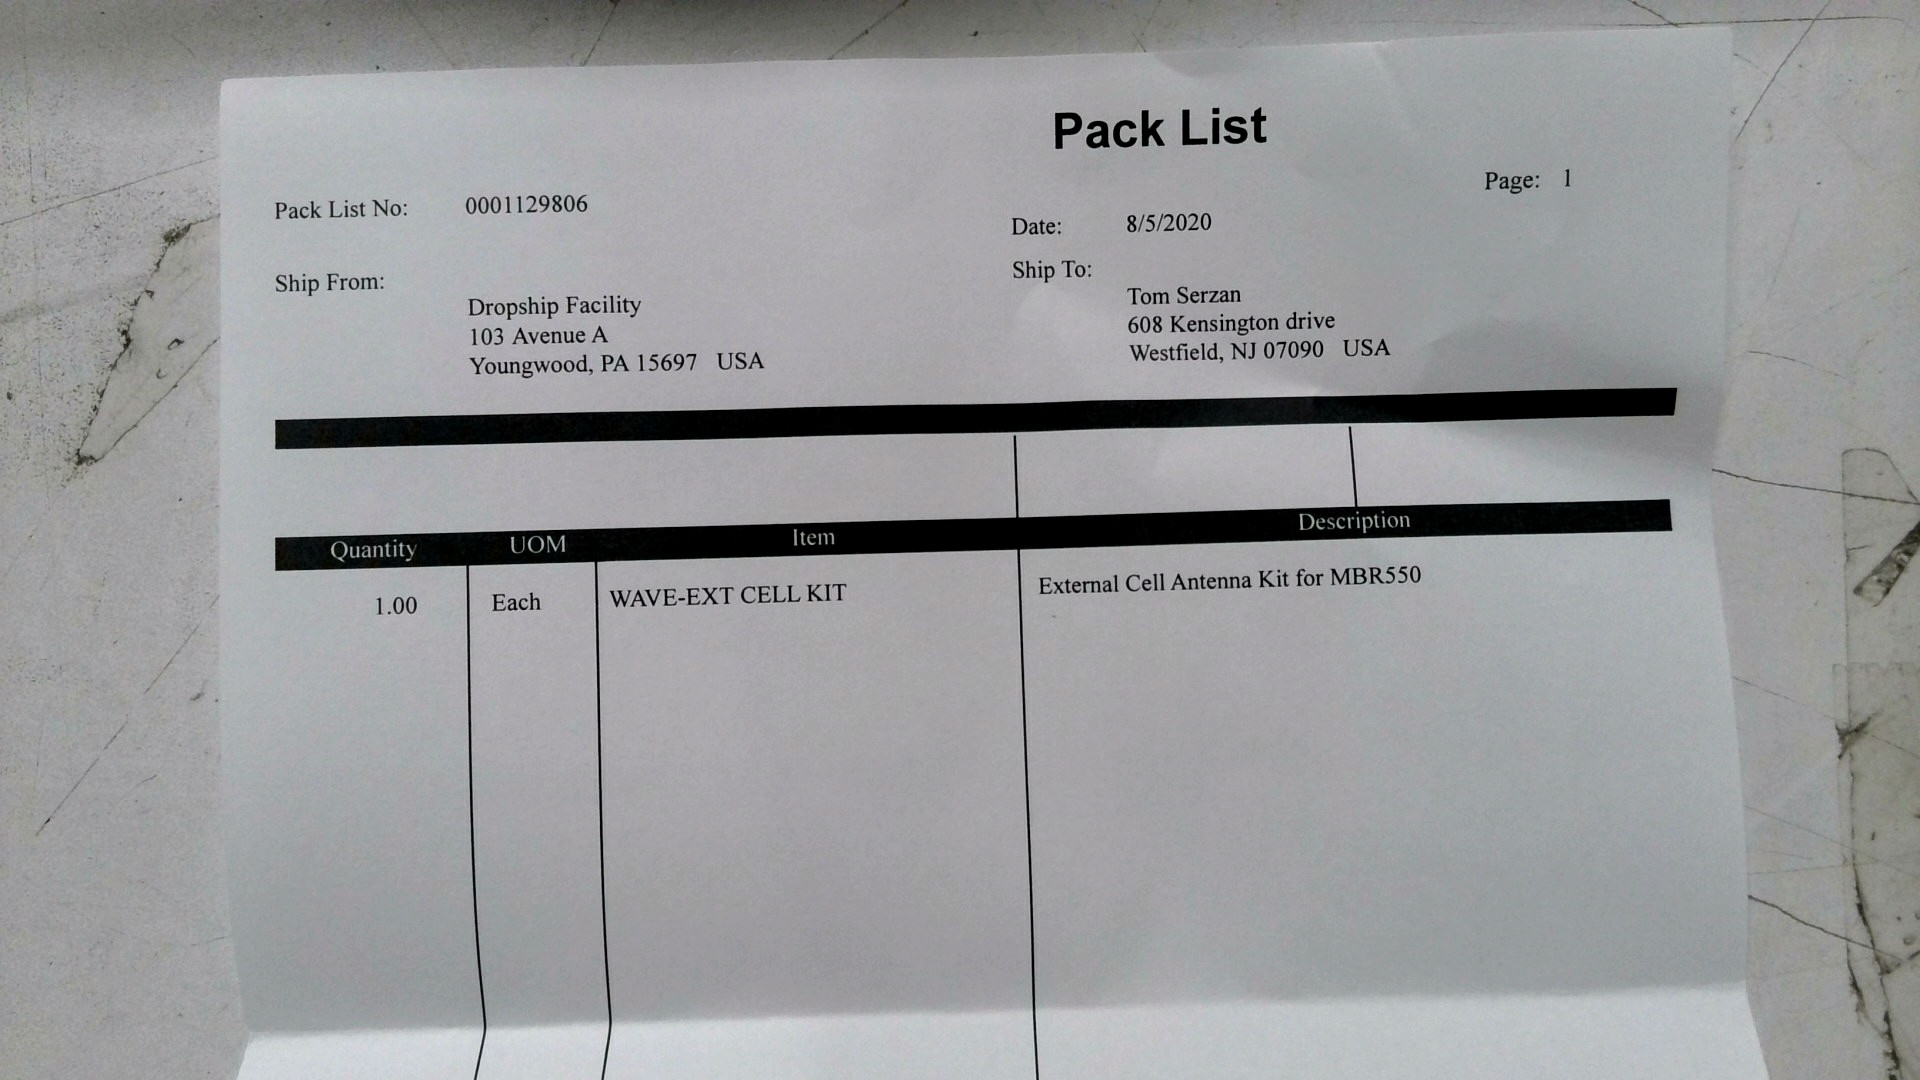 Pack List
Page: 1
Pack List No: 0001129806
Date: 8/5/2020
Ship From:
Dropship Facility
103 Avenue A
Youngwood, PA 15697 USA
Ship To:
Tom Serzan
608 Kensington drive
Westfield, NJ 07090 USA
Quantity UOM Item Description
1.00 Each WAVE-EXT CELL KIT External Cell Antenna Kit for MBR550